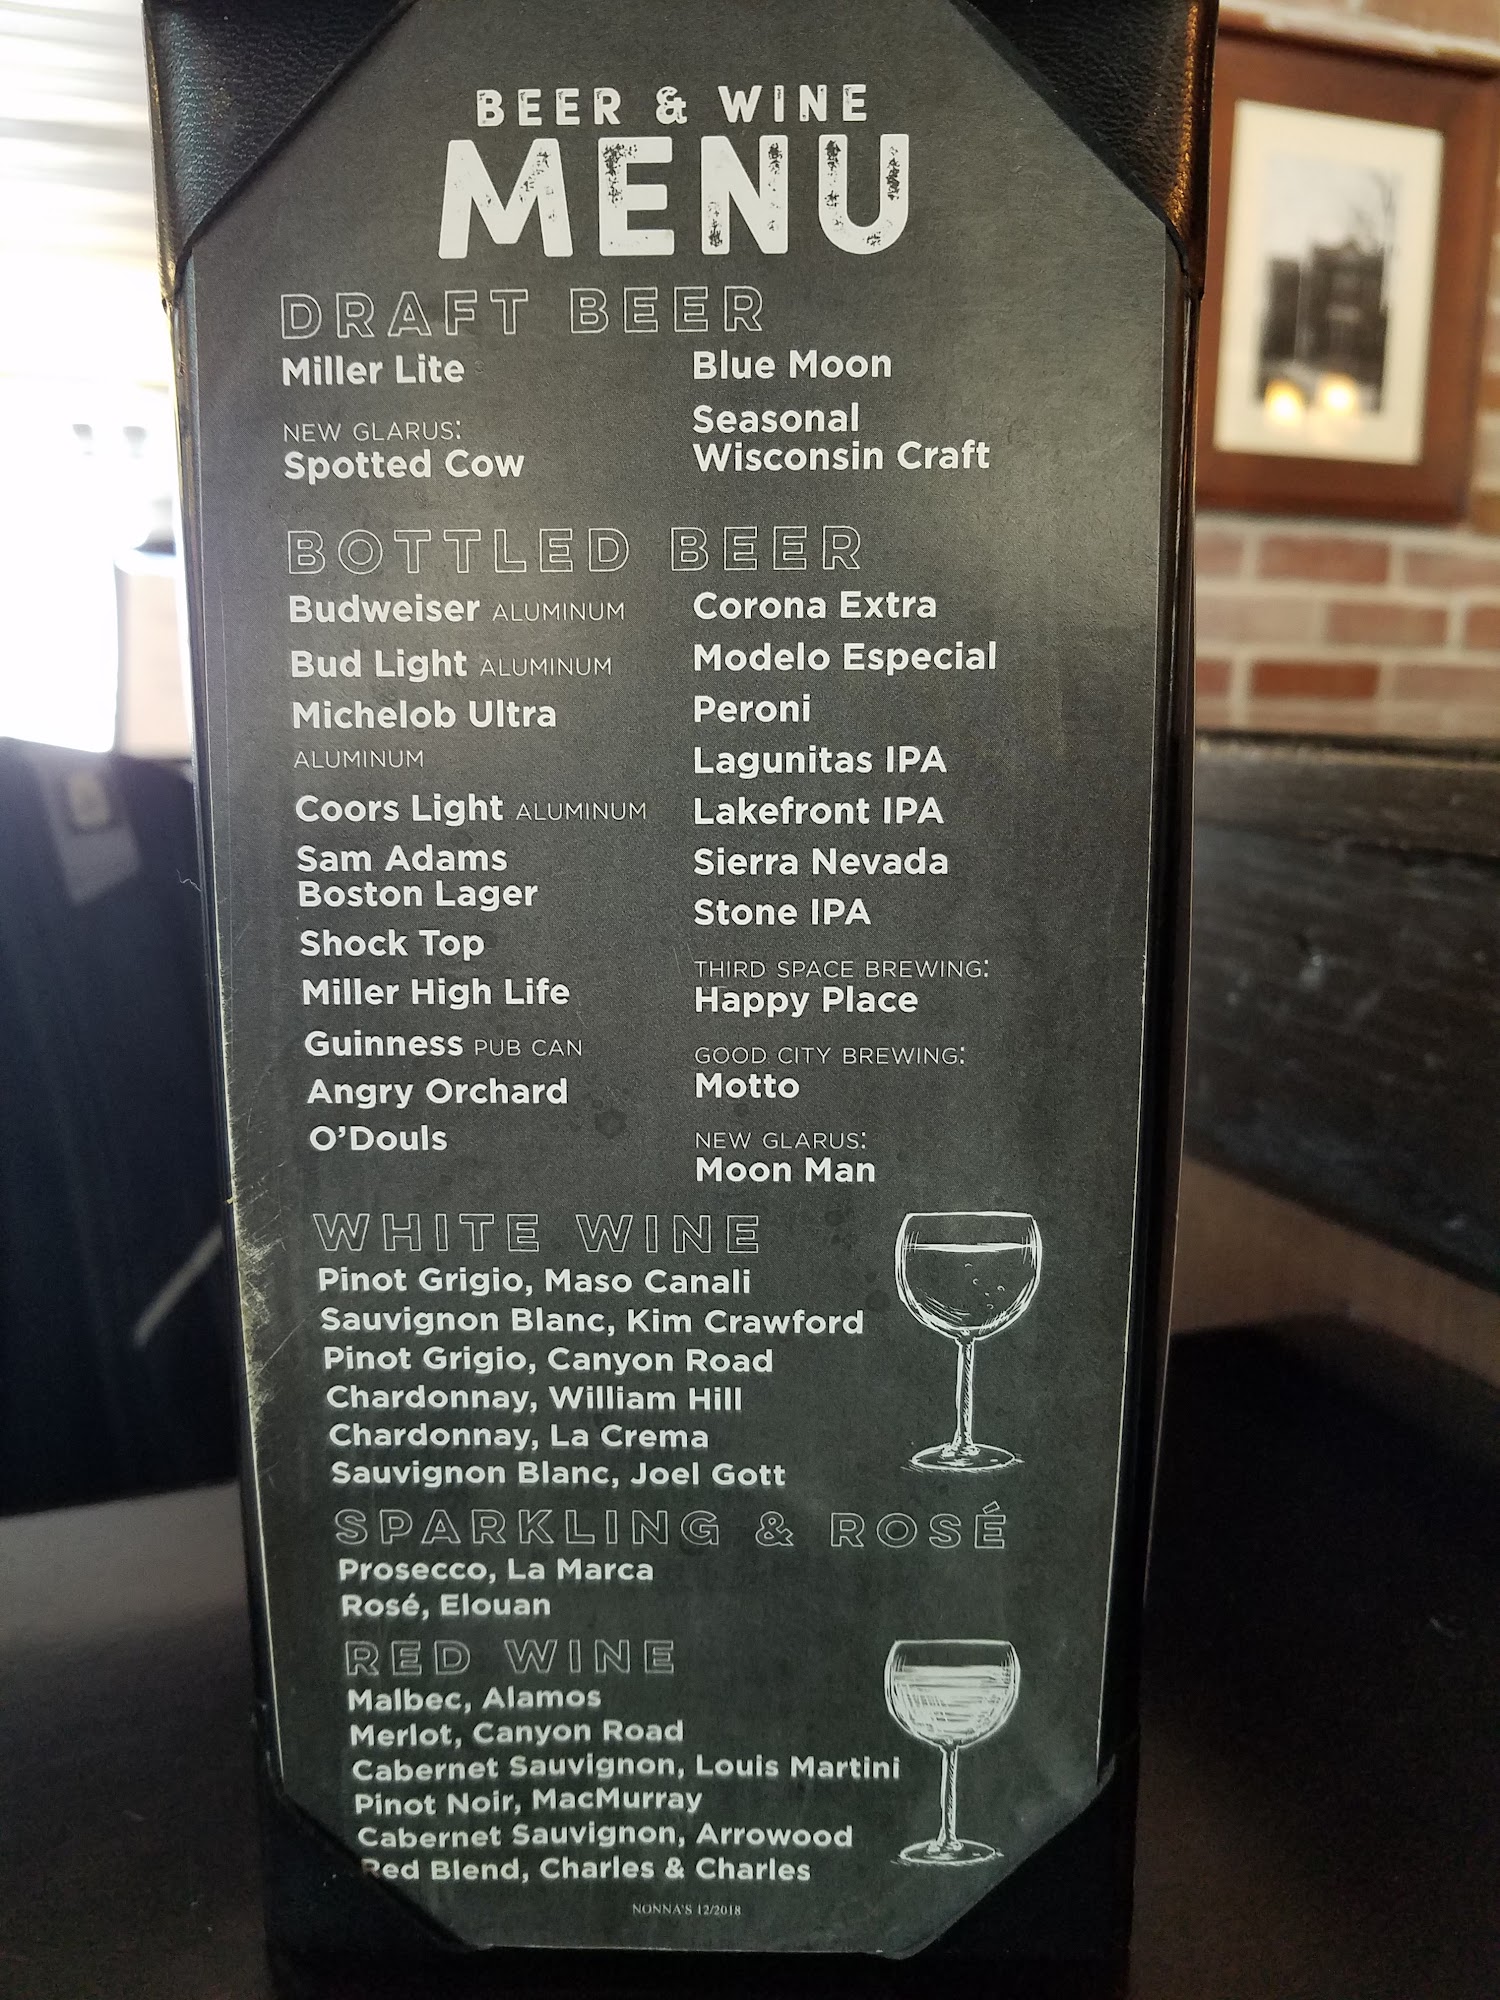 BEER & WINE
MENU
DRAFT BEER
Miller Lite
NEW GLARUS:
Spotted Cow
Blue Moon
Seasonal
Wisconsin Craft
BOTTLED BEER
Budweiser ALUMINUM
Bud Light ALUMINUM
Michelob Ultra
ALUMINUM
Coors Light ALUMINUM
Sam Adams
Boston Lager
Shock Top
Miller High Life
Guinness PUB CAN
Angry Orchard
O'Douls
Corona Extra
Modelo Especial
Peroni
Lagunitas IPA
Lakefront IPA
Sierra Nevada
Stone IPA
THIRD SPACE BREWING:
Happy Place
GOOD CITY BREWING:
Motto
NEW GLARUS:
Moon Man
WHITE WINE
Pinot Grigio, Maso Canali
Sauvignon Blanc, Kim Crawford
Pinot Grigio, Canyon Road
Chardonnay, William Hill
Chardonnay, La Crema
Sauvignon Blanc, Joel Gott
SPARKLING & ROSÉ
Prosecco, La Marca
Rosé, Elouan
RED WINE
Malbec, Alamos
Merlot, Canyon Road
Cabernet Sauvignon, Louis Martini
Pinot Noir, MacMurray
Cabernet Sauvignon, Arrowood
Red Blend, Charles & Charles
NONNA'S 12/2018